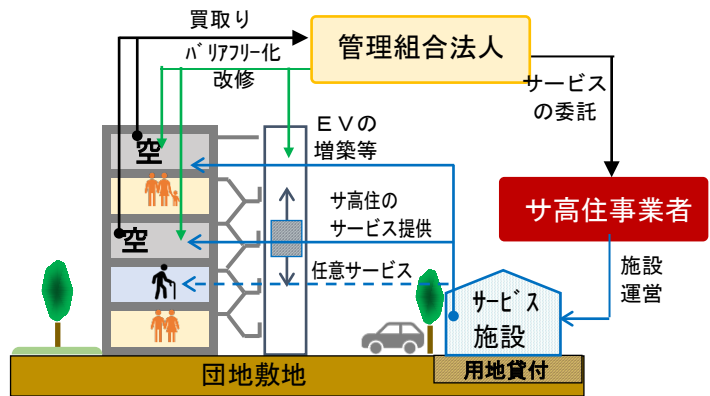 買取り
管理組合法人
ﾊﾞﾘｱﾌﾘｰ化
改修
サービス
の委託
ＥＶの
増築等
空
サ高住の
サービス提供
サ高住事業者
空
任意サービス
施設
運営
ｻｰﾋﾞｽ
施設
団地敷地
用地貸付